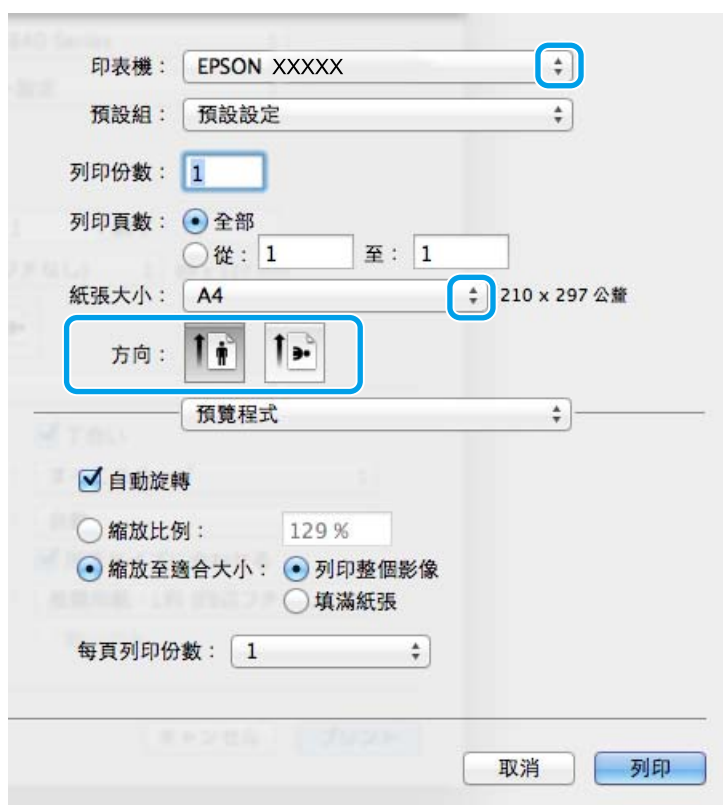 印表機： EPSON XXXXX
預設組： 預設設定
列印份數： 1
列印頁數： 全部
從： 1 至： 1
紙張大小： A4 210 x 297 公釐
方向：
預覽程式
自動旋轉
縮放比例： 129 %
縮放至適合大小： 列印整個影像
填滿紙張
每頁列印份數： 1
取消 列印